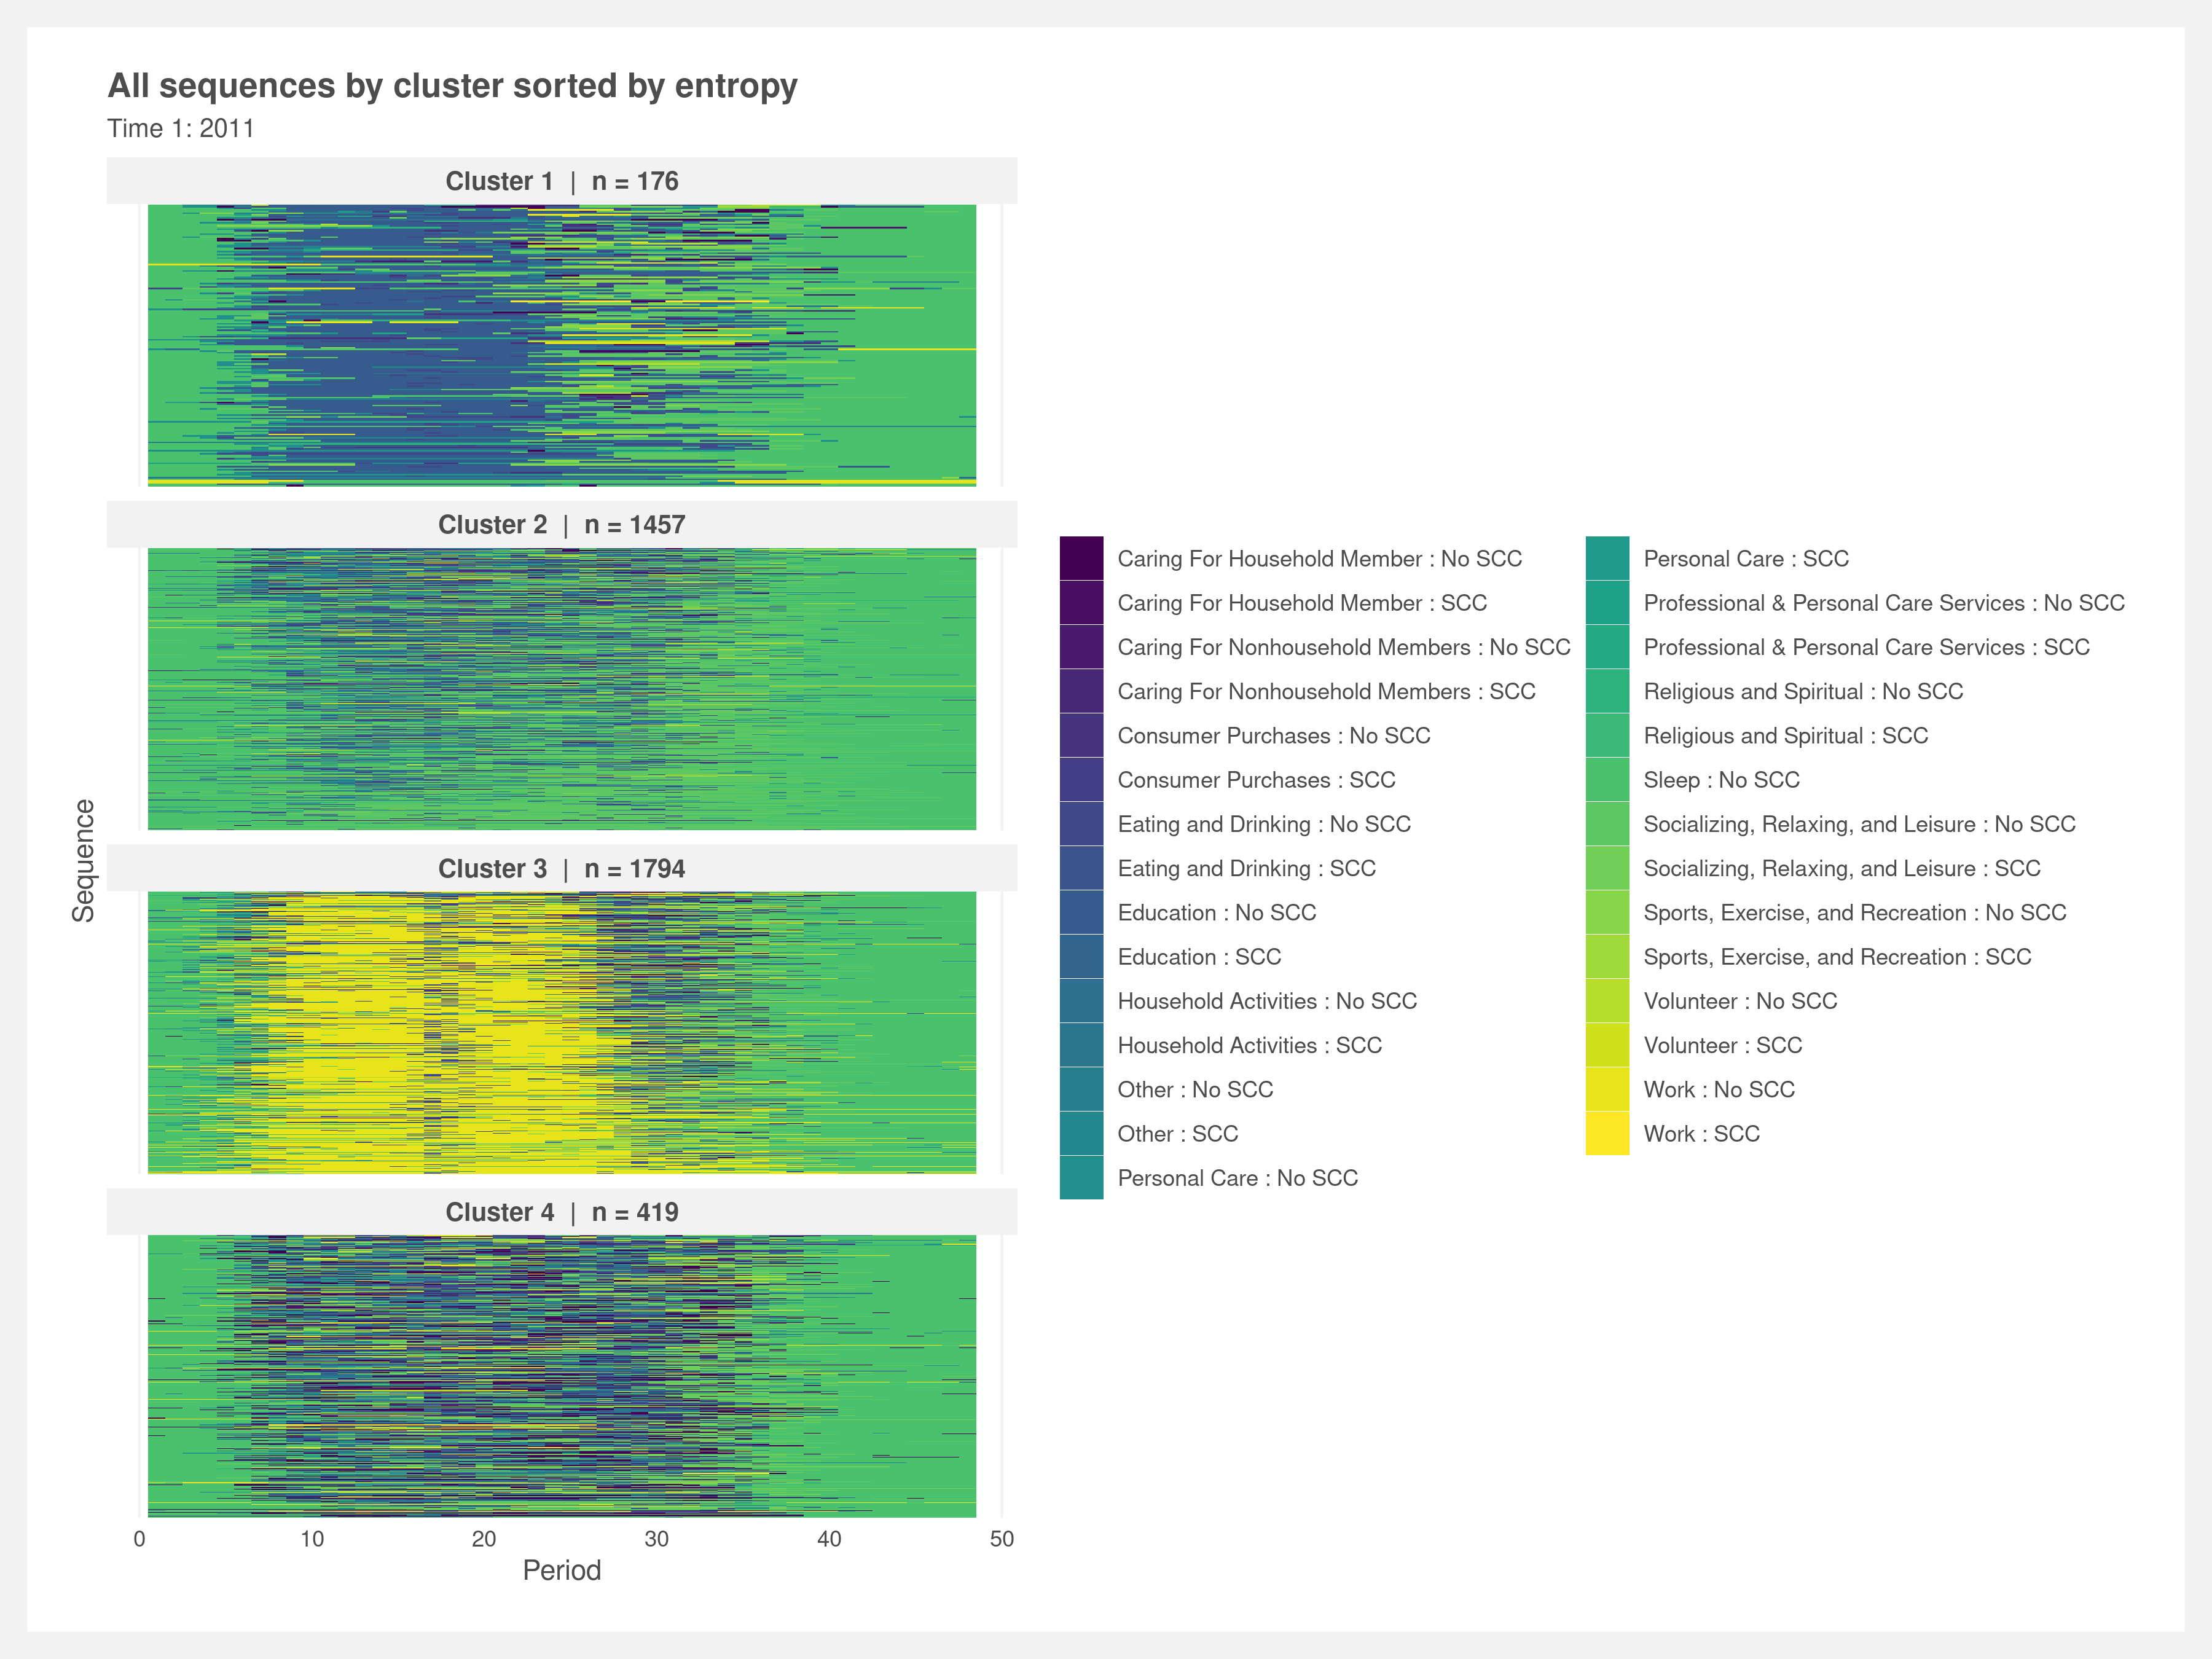 All sequences by cluster sorted by entropy
Time 1: 2011
Cluster 1 | n = 176
Cluster 2 | n = 1457
Cluster 3 | n = 1794
Cluster 4 | n = 419
Sequence
0 10 20 30 40 50
Period
Caring For Household Member : No SCC
Caring For Household Member : SCC
Caring For Nonhousehold Members : No SCC
Caring For Nonhousehold Members : SCC
Consumer Purchases : No SCC
Consumer Purchases : SCC
Eating and Drinking : No SCC
Eating and Drinking : SCC
Education : No SCC
Education : SCC
Household Activities : No SCC
Household Activities : SCC
Other : No SCC
Other : SCC
Personal Care : No SCC
Personal Care : SCC
Professional & Personal Care Services : No SCC
Professional & Personal Care Services : SCC
Religious and Spiritual : No SCC
Religious and Spiritual : SCC
Sleep : No SCC
Socializing, Relaxing, and Leisure : No SCC
Socializing, Relaxing, and Leisure : SCC
Sports, Exercise, and Recreation : No SCC
Sports, Exercise, and Recreation : SCC
Volunteer : No SCC
Volunteer : SCC
Work : No SCC
Work : SCC